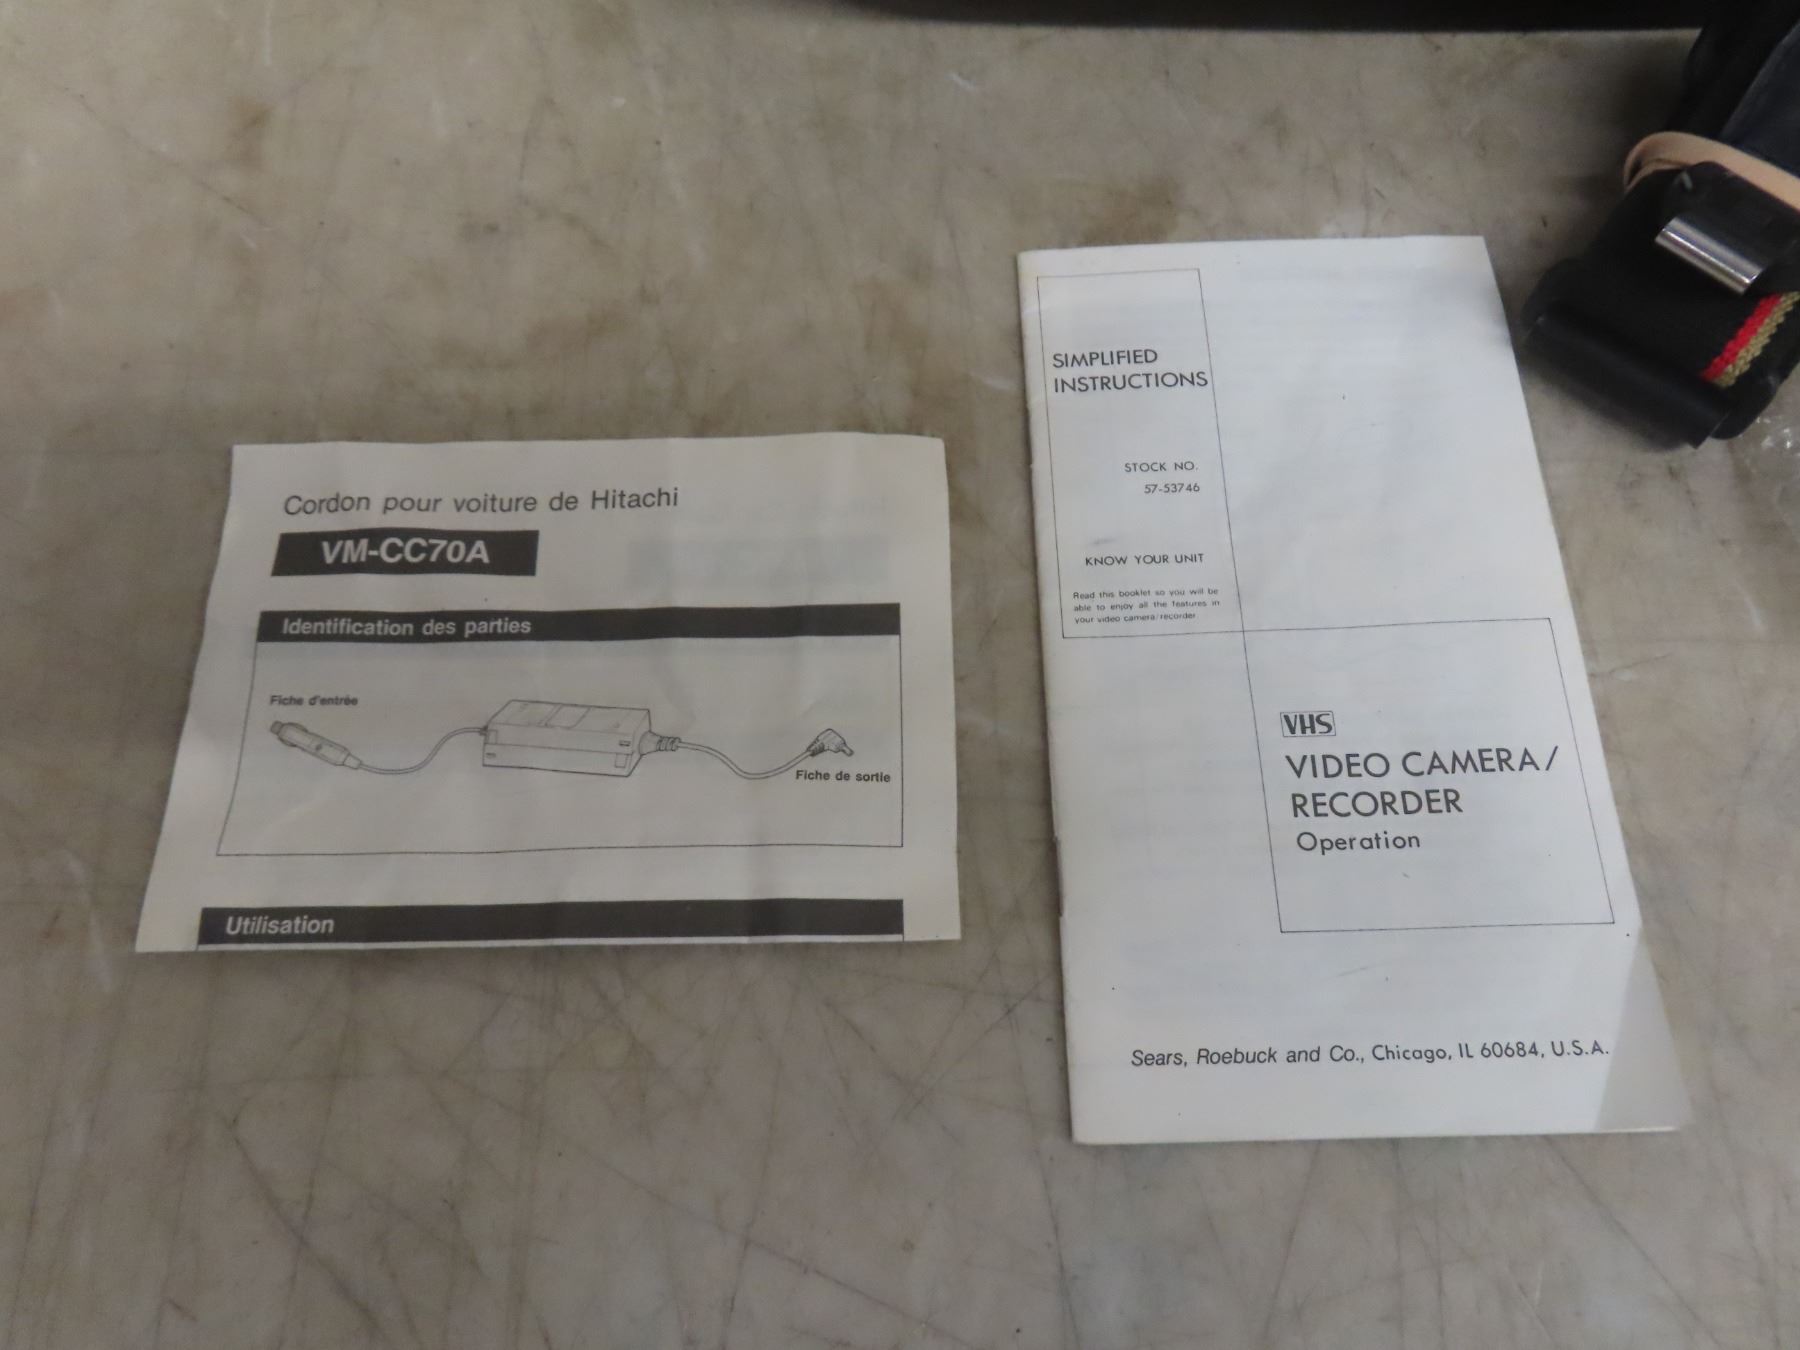 Cordon pour voiture de Hitachi
VM-CC70A
Identification des parties
Fiche d'entrée
Fiche de sortie
Utilisation
SIMPLIFIED
INSTRUCTIONS
STOCK NO.
57-53746
KNOW YOUR UNIT
Read this booklet so you will be
able to enjoy all the features in
your video camera/recorder
VHS
VIDEO CAMERA/
RECORDER
Operation
Sears, Roebuck and Co., Chicago, IL 60684, U.S.A.